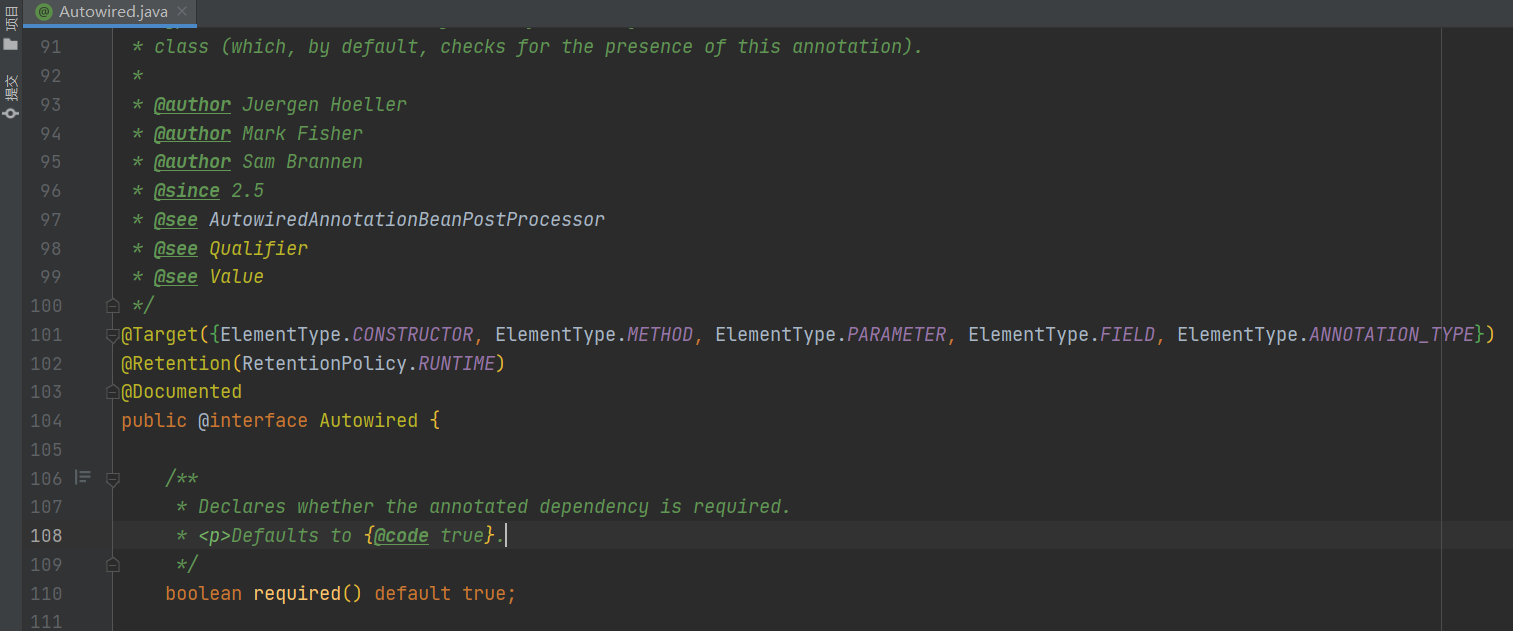 项目
Autowired.java
提交
91 * class (which, by default, checks for the presence of this annotation).
92 *
93 * @author Juergen Hoeller
94 * @author Mark Fisher
95 * @author Sam Brannen
96 * @since 2.5
97 * @see AutowiredAnnotationBeanPostProcessor
98 * @see Qualifier
99 * @see Value
100 */
101 @Target({ElementType.CONSTRUCTOR, ElementType.METHOD, ElementType.PARAMETER, ElementType.FIELD, ElementType.ANNOTATION_TYPE})
102 @Retention(RetentionPolicy.RUNTIME)
103 @Documented
104 public @interface Autowired {
105
106 /**
107 * Declares whether the annotated dependency is required.
108 * <p>Defaults to {@code true}.
109 */
110 boolean required() default true;
111